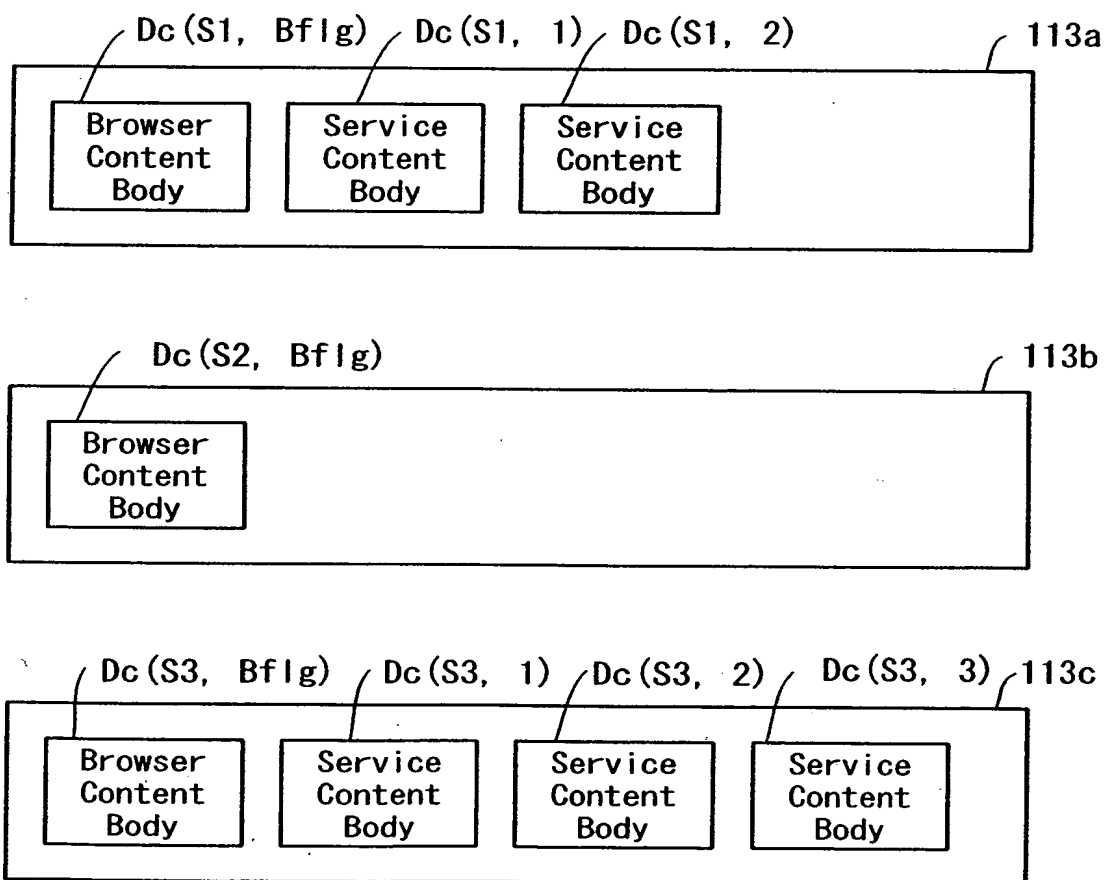 Dc(S1, Bflg) Dc(S1, 1) Dc(S1, 2) 113a
Browser Content Body
Service Content Body
Service Content Body
Dc(S2, Bflg) 113b
Browser Content Body
Dc(S3, Bflg) Dc(S3, 1) Dc(S3, 2) Dc(S3, 3) 113c
Browser Content Body
Service Content Body
Service Content Body
Service Content Body